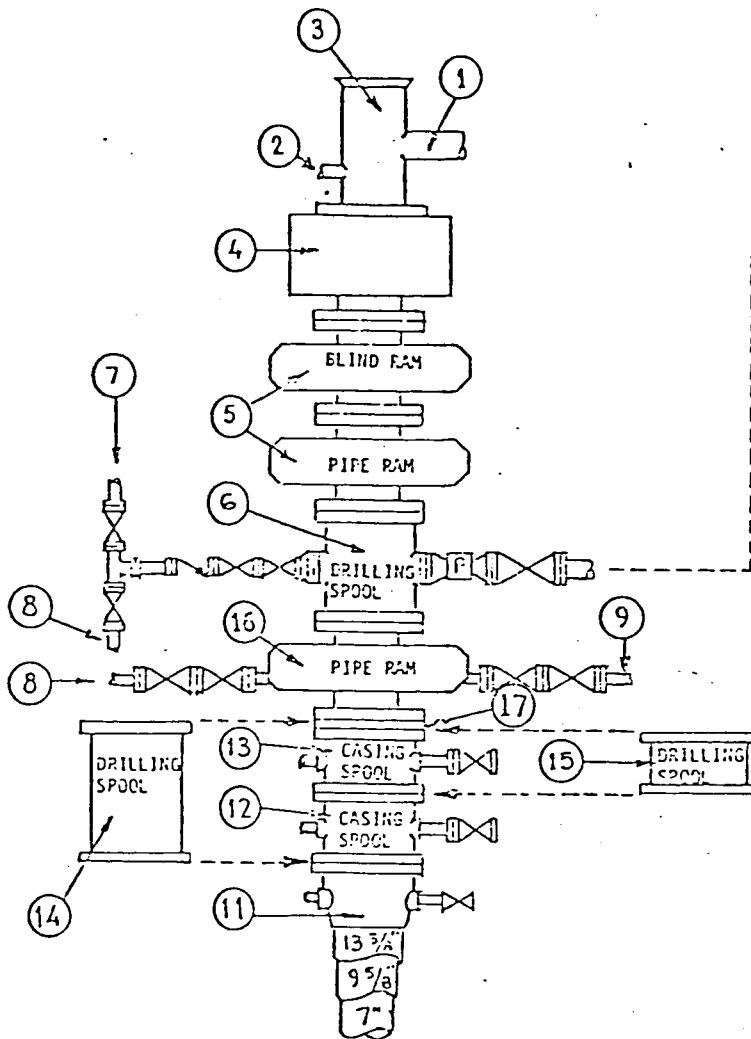 3
1
2
4
BLIND RAM
7
5
PIPE RAM
6
DRILLING
SPOOL
8
16
9
8
PIPE RAM
17
13
CASING
SPOOL
DRILLING
SPOOL
15
DRILLING
SPOOL
12
CASING
SPOOL
14
11
13 3/8"
9 5/8"
7"